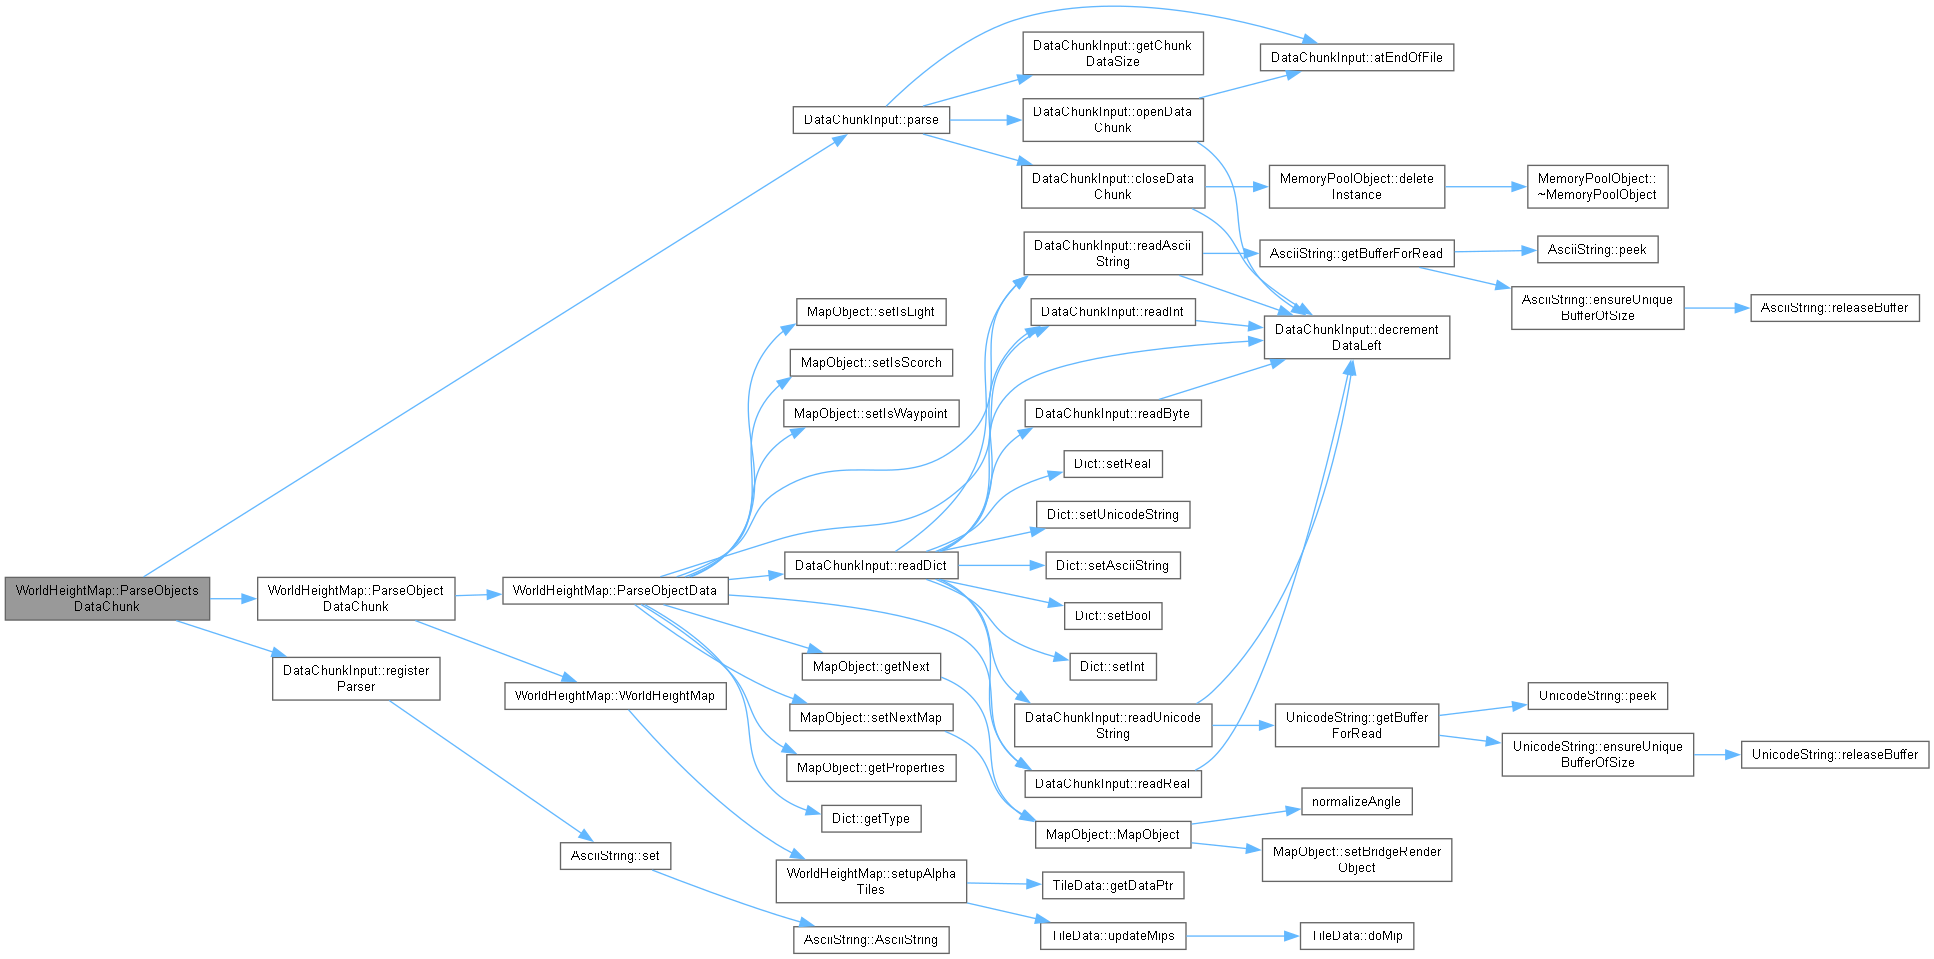 WorldHeightMap::ParseObjects
DataChunk
DataChunkInput::parse
WorldHeightMap::ParseObject
DataChunk
DataChunkInput::register
Parser
WorldHeightMap::ParseObjectData
WorldHeightMap::WorldHeightMap
AsciiString::set
MapObject::setIsLight
MapObject::setIsScorch
MapObject::setIsWaypoint
DataChunkInput::readDict
MapObject::getNext
MapObject::setNextMap
MapObject::getProperties
Dict::getType
WorldHeightMap::setupAlpha
Tiles
AsciiString::AsciiString
DataChunkInput::getChunk
DataSize
DataChunkInput::openData
Chunk
DataChunkInput::closeData
Chunk
DataChunkInput::readAscii
String
DataChunkInput::readInt
DataChunkInput::readByte
Dict::setReal
Dict::setUnicodeString
Dict::setAsciiString
Dict::setBool
Dict::setInt
DataChunkInput::readUnicode
String
DataChunkInput::readReal
MapObject::MapObject
TileData::getDataPtr
TileData::updateMips
DataChunkInput::atEndOfFile
MemoryPoolObject::delete
Instance
AsciiString::getBufferForRead
DataChunkInput::decrement
DataLeft
UnicodeString::getBuffer
ForRead
normalizeAngle
MapObject::setBridgeRender
Object
TileData::doMip
MemoryPoolObject::
~MemoryPoolObject
AsciiString::peek
AsciiString::ensureUnique
BufferOfSize
UnicodeString::peek
UnicodeString::ensureUnique
BufferOfSize
AsciiString::releaseBuffer
UnicodeString::releaseBuffer